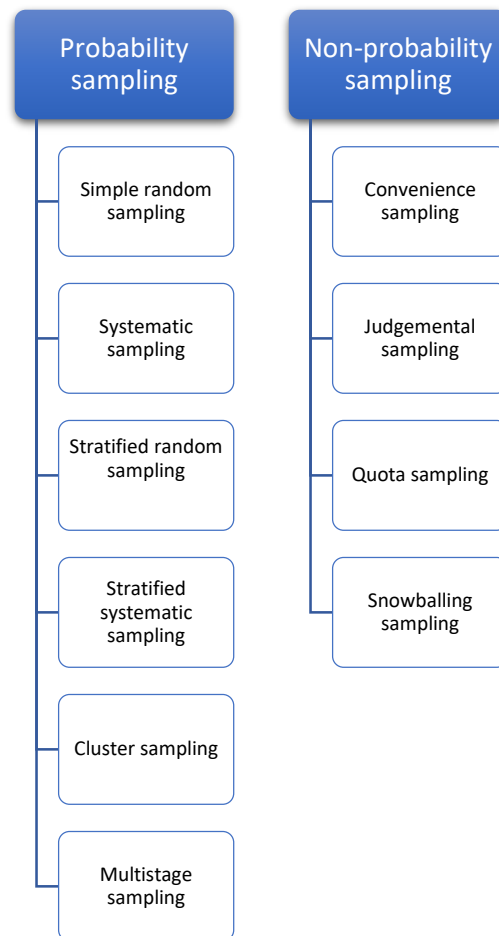 Probability
sampling
Simple random
sampling
Systematic
sampling
Stratified random
sampling
Stratified
systematic
sampling
Cluster sampling
Multistage
sampling
Non-probability
sampling
Convenience
sampling
Judgemental
sampling
Quota sampling
Snowballing
sampling